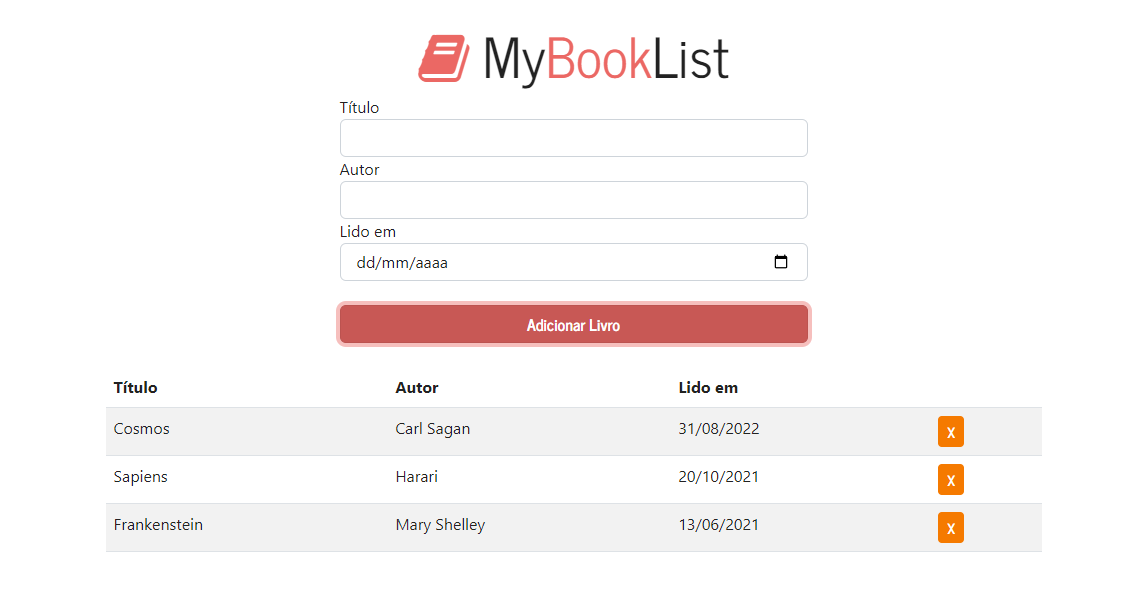 MyBookList
Título
Autor
Lido em
dd/mm/aaaa
Adicionar Livro
Título Autor Lido em
Cosmos Carl Sagan 31/08/2022 X
Sapiens Harari 20/10/2021 X
Frankenstein Mary Shelley 13/06/2021 X